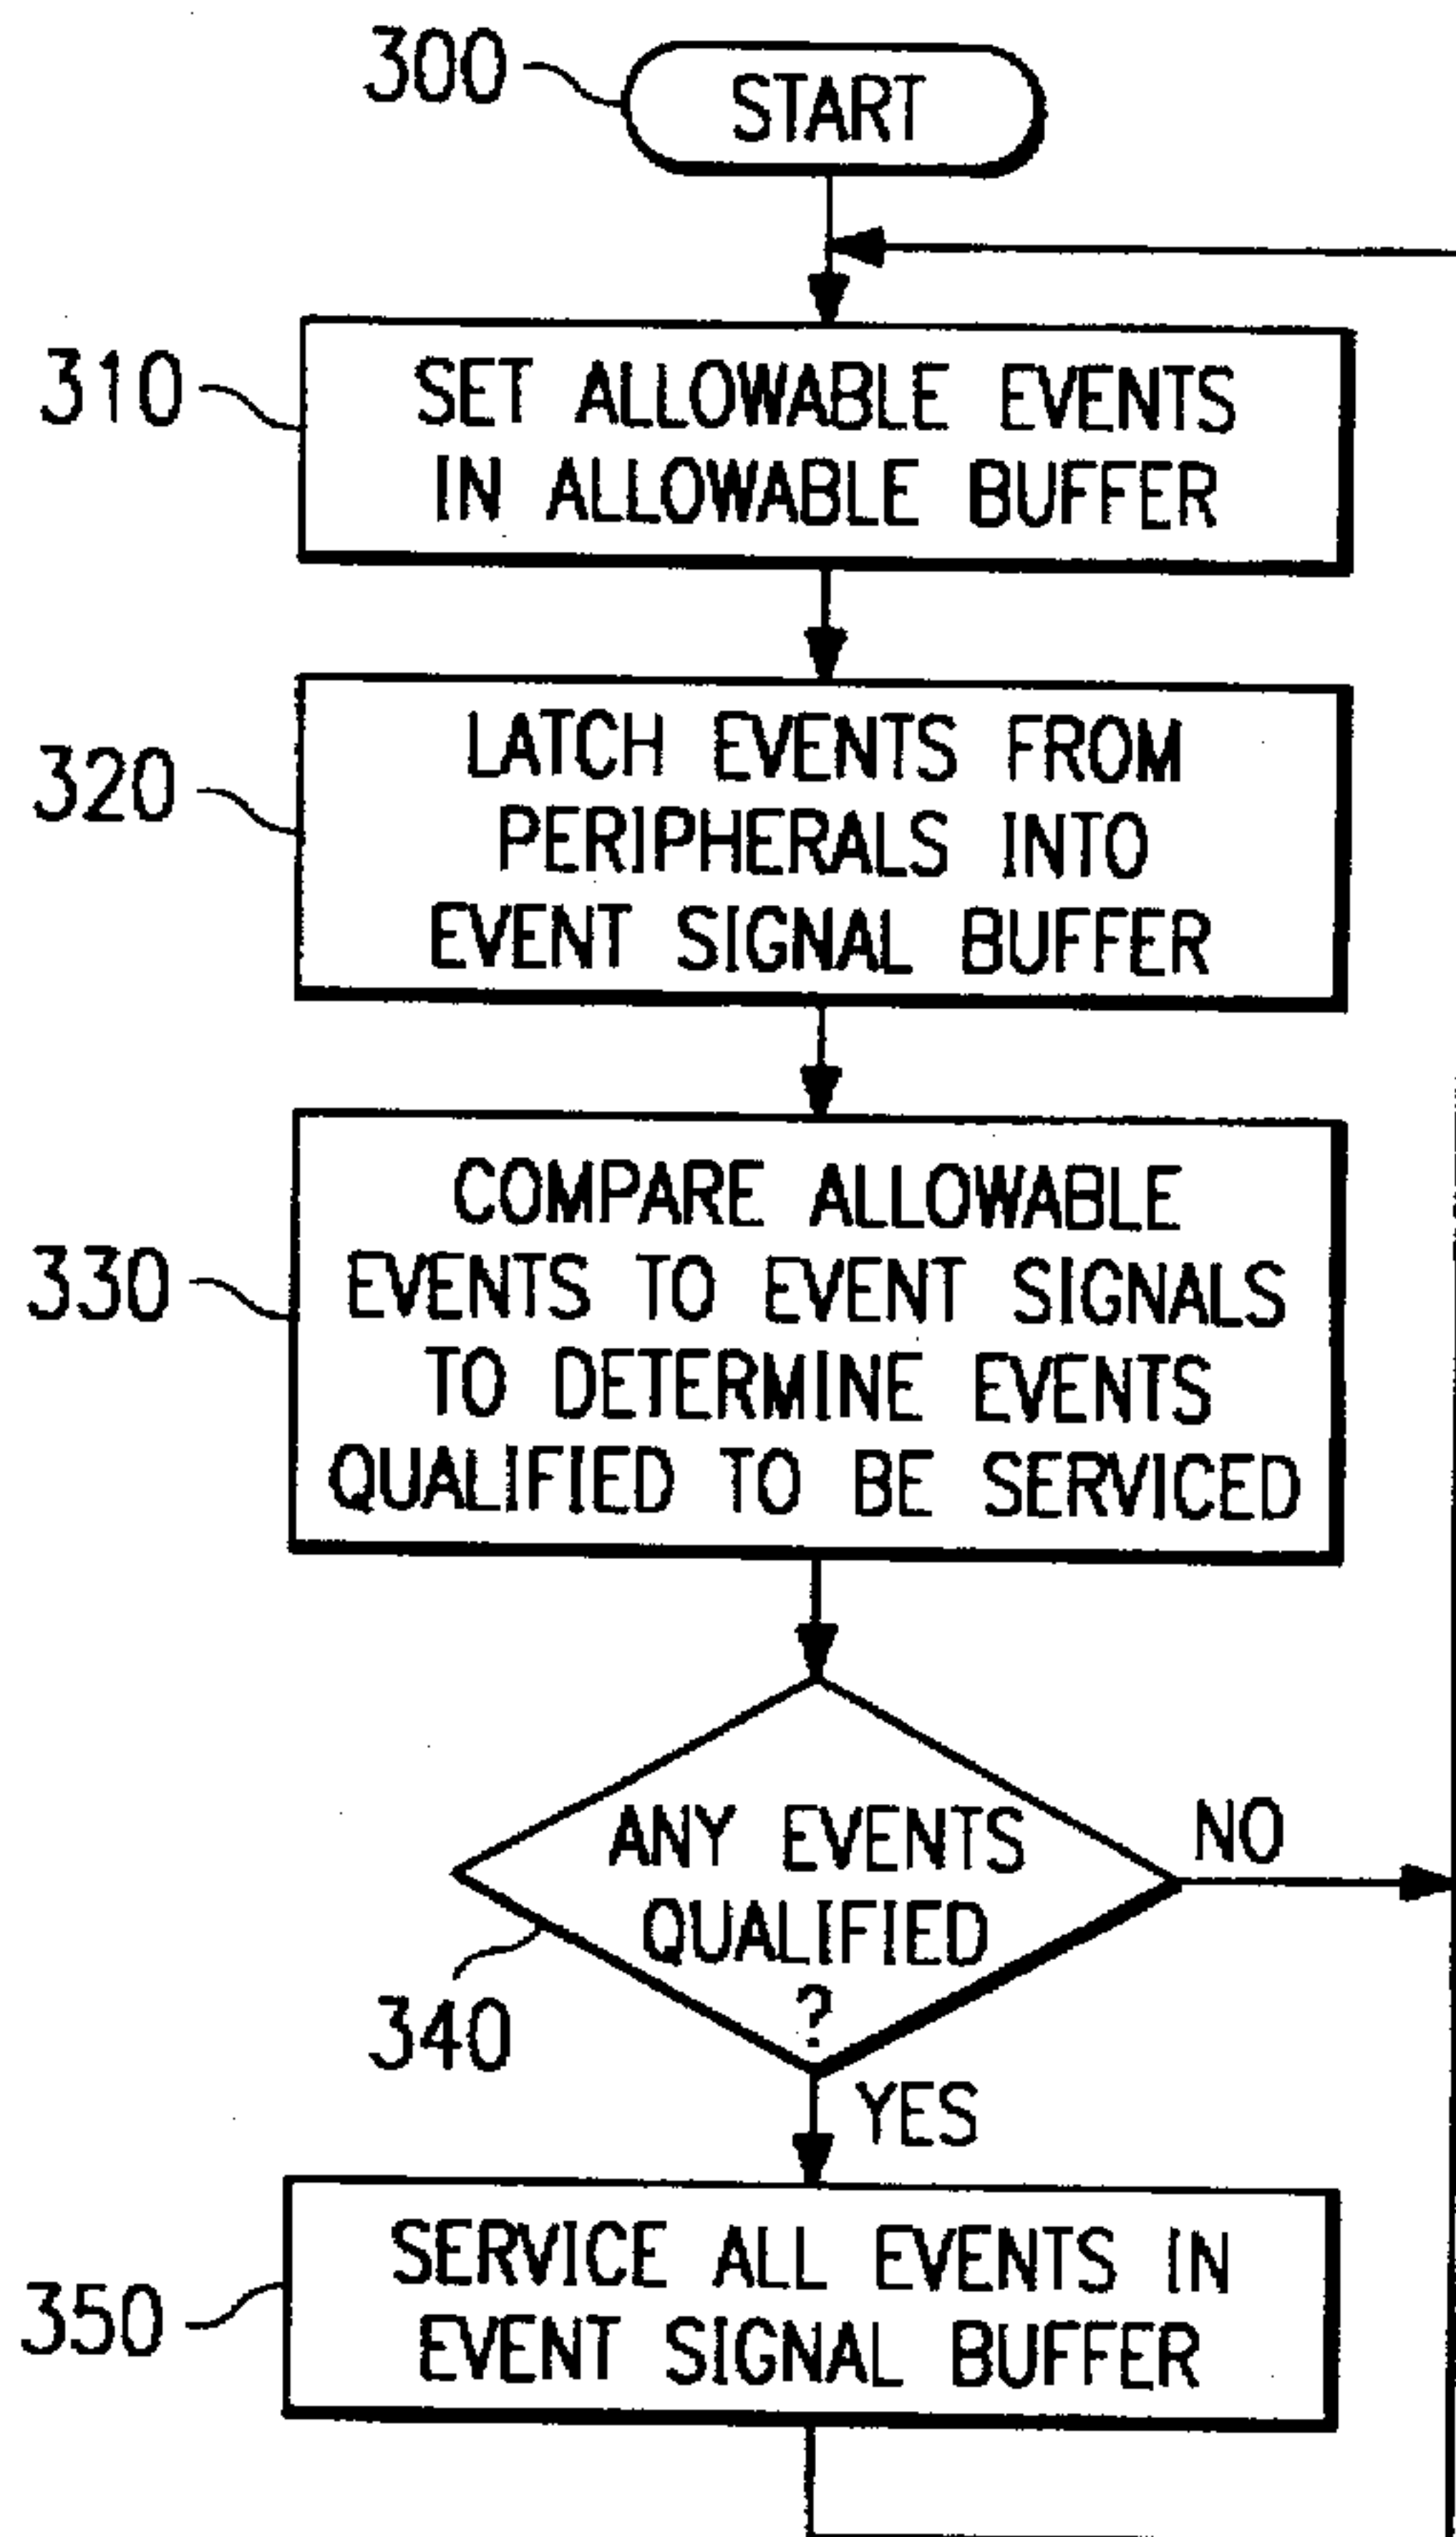 300
START
310
SET ALLOWABLE EVENTS
IN ALLOWABLE BUFFER
320
LATCH EVENTS FROM
PERIPHERALS INTO
EVENT SIGNAL BUFFER
330
COMPARE ALLOWABLE
EVENTS TO EVENT SIGNALS
TO DETERMINE EVENTS
QUALIFIED TO BE SERVICED
ANY EVENTS
QUALIFIED
?
NO
340
YES
350
SERVICE ALL EVENTS IN
EVENT SIGNAL BUFFER